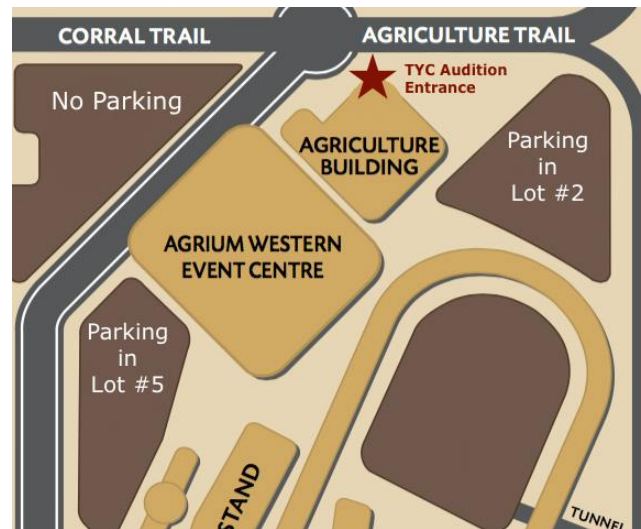 CORRAL TRAIL
AGRICULTURE TRAIL
TYC Audition
Entrance
No Parking
AGRICULTURE
BUILDING
Parking
in
Lot #2
AGRIUM WESTERN
EVENT CENTRE
Parking
in
Lot #5
STAND
TUNNEL